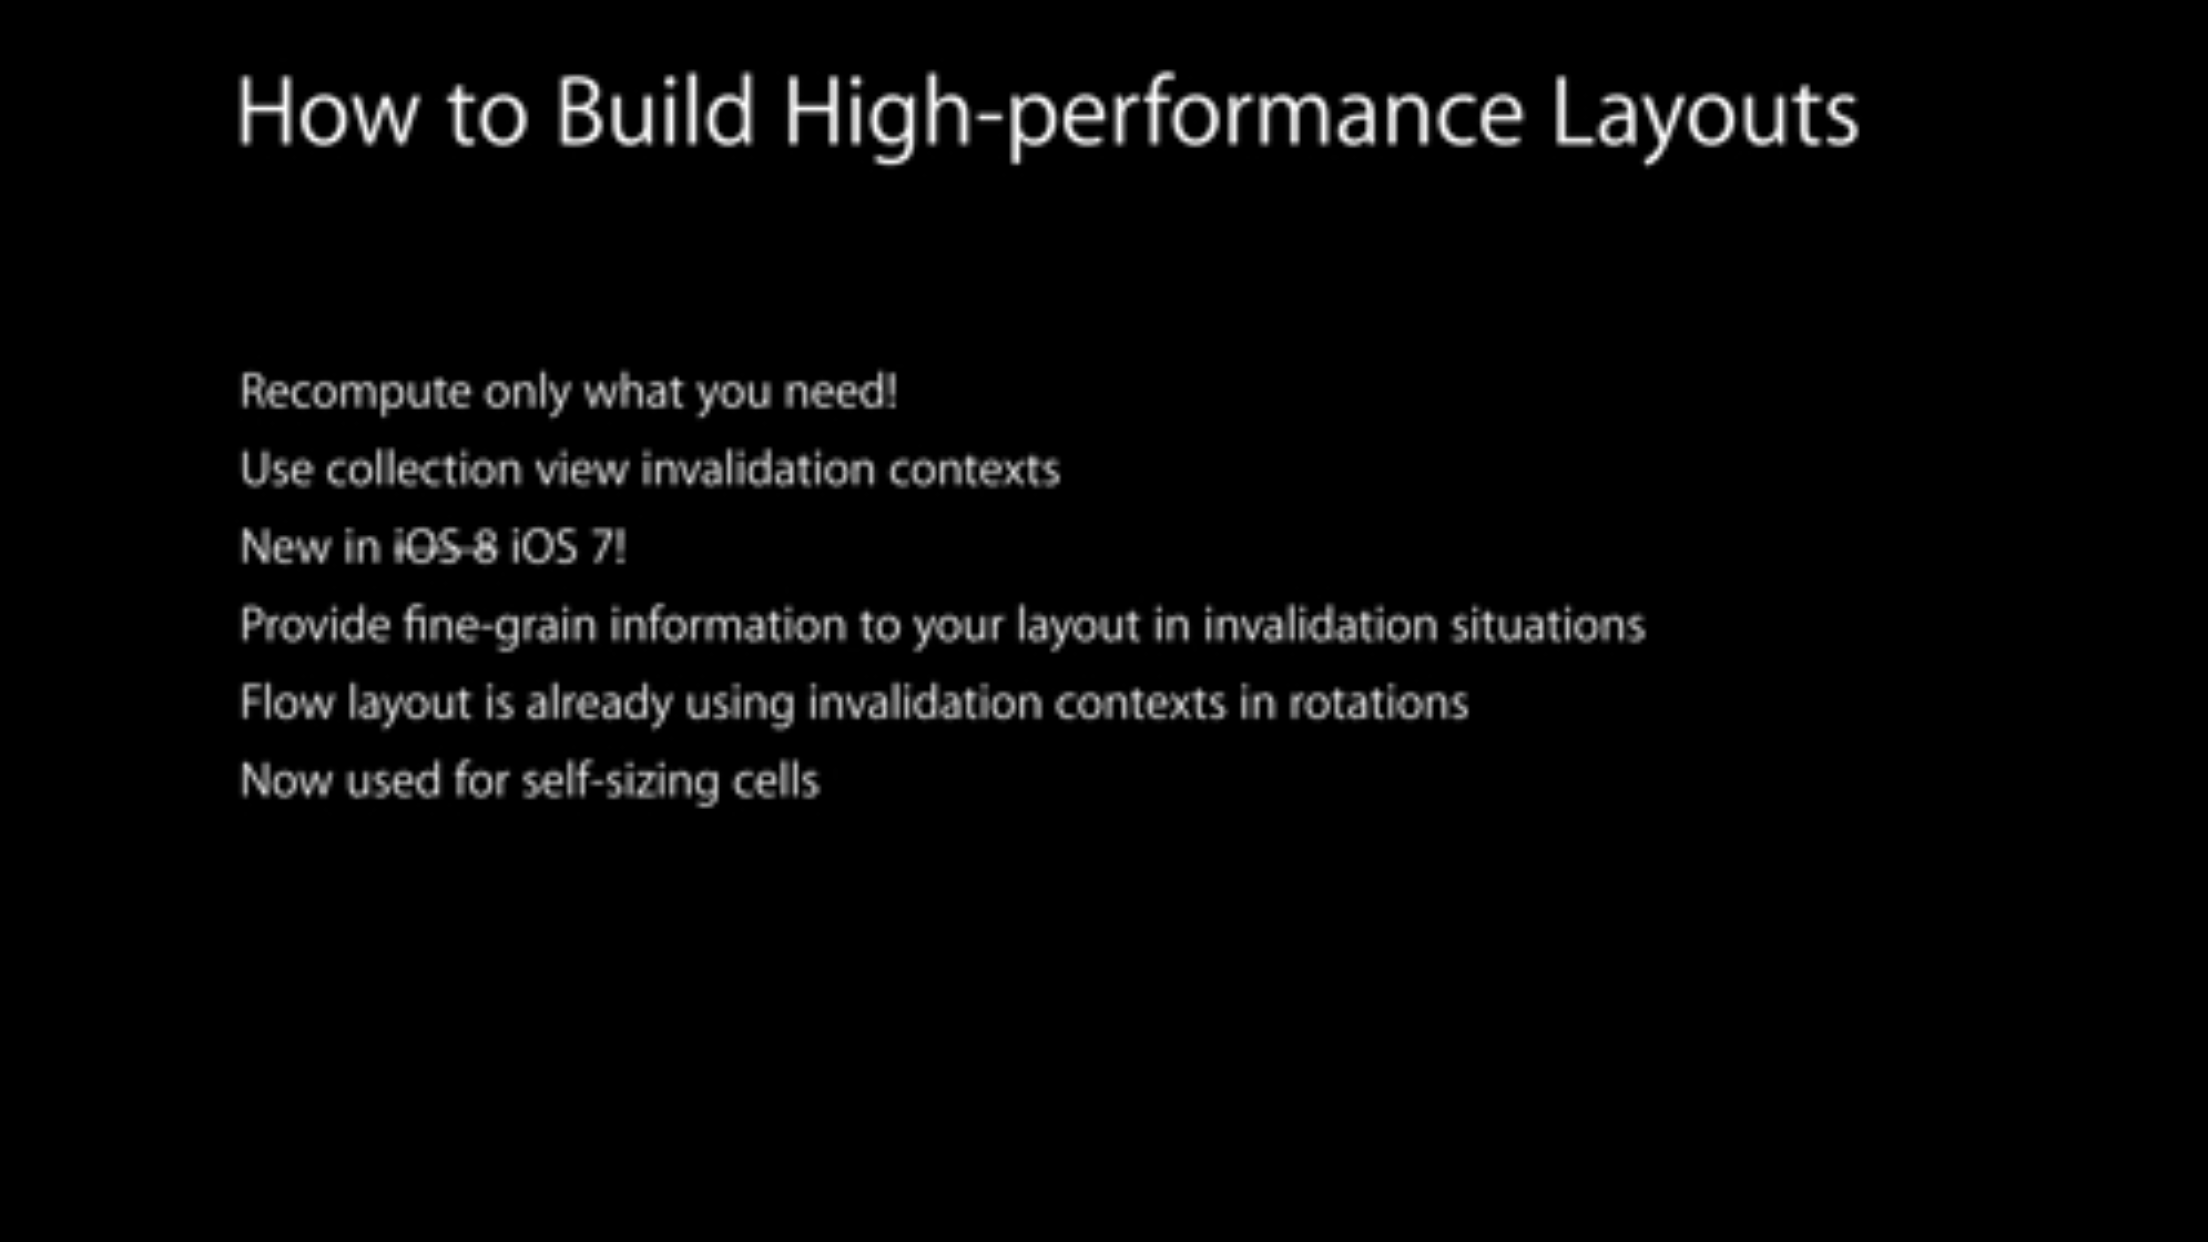 How to Build High-performance Layouts
Recompute only what you need!
Use collection view invalidation contexts
New in iOS 8 iOS 7!
Provide fine-grain information to your layout in invalidation situations
Flow layout is already using invalidation contexts in rotations
Now used for self-sizing cells